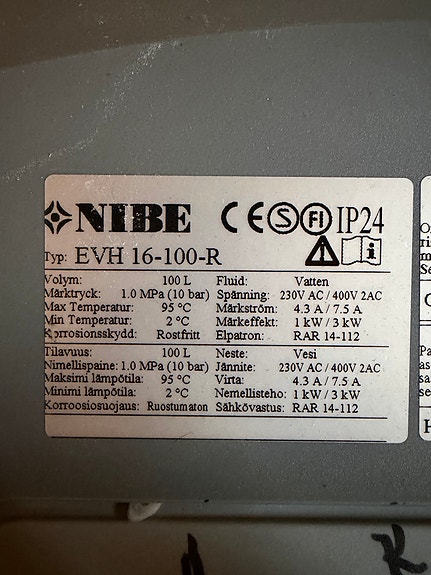 NIBE CE S FI IP24
Typ: EVH 16-100-R
Volym: 100 L Fluid: Vatten
Märktryck: 1.0 MPa (10 bar) Spänning: 230V AC / 400V 2AC
Max Temperatur: 95 °C Märkström: 4.3 A / 7.5 A
Min Temperatur: 2 °C Märkeffekt: 1 kW / 3 kW
Korrosionsskydd: Rostfritt Elpatron: RAR 14-112
Tilavuus: 100 L Neste: Vesi
Nimellispaine: 1.0 MPa (10 bar) Jännite: 230V AC / 400V 2AC
Maksimi lämpötila: 95 °C Virta: 4.3 A / 7.5 A
Minimi lämpötila: 2 °C Nemellisteho: 1 kW / 3 kW
Korroosiosuojaus: Ruostumaton Sähkövastus: RAR 14-112